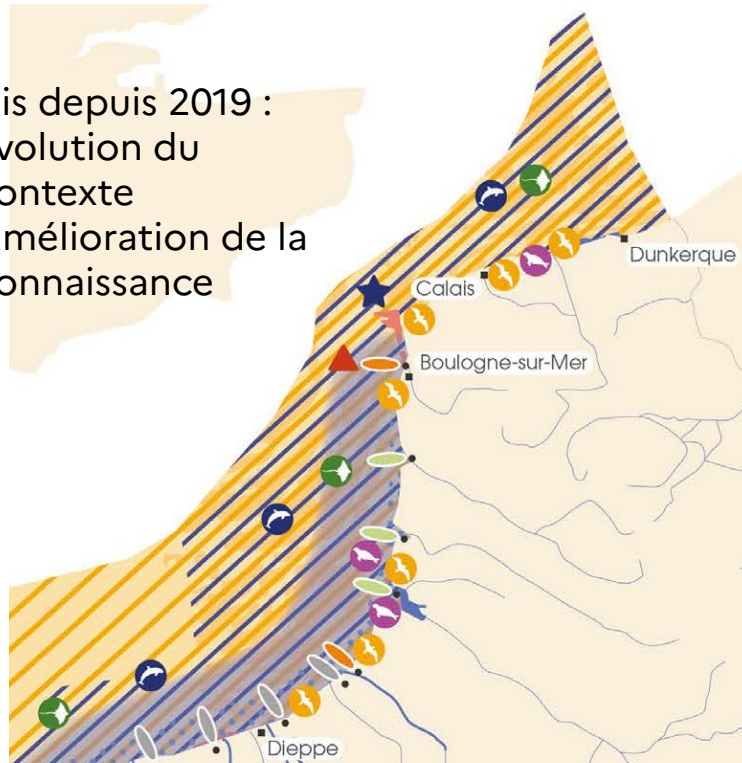 is depuis 2019 :
volution du
ontexte
mélioration de la
onnaissance
Dunkerque
Calais
Boulogne-sur-Mer
Dieppe